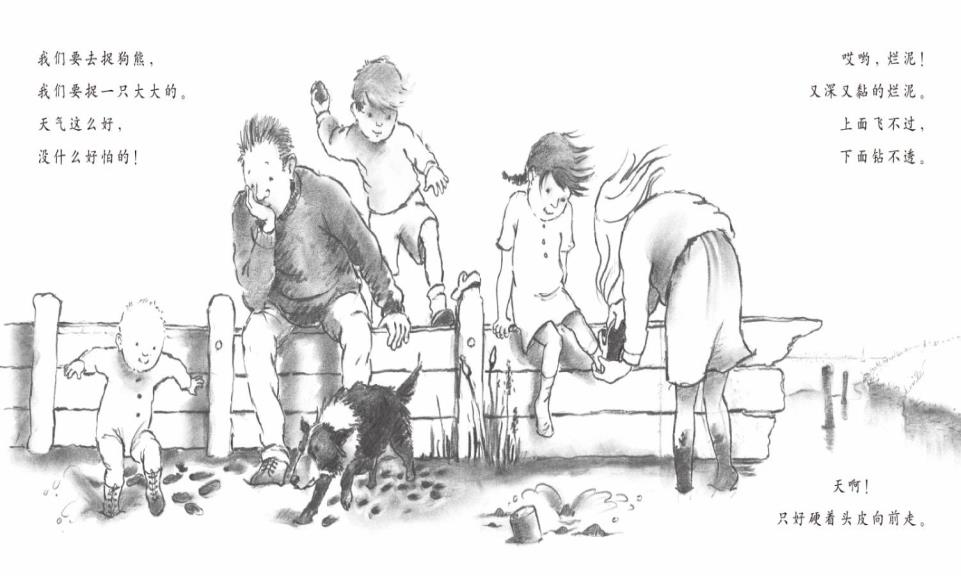 我们要去捉狗熊，
我们要捉一只大大的。
天气这么好，
没什么好怕的！
哎哟，烂泥！
又深又黏的烂泥。
上面飞不过，
下面钻不透。
天啊！
只好硬着头皮向前走。